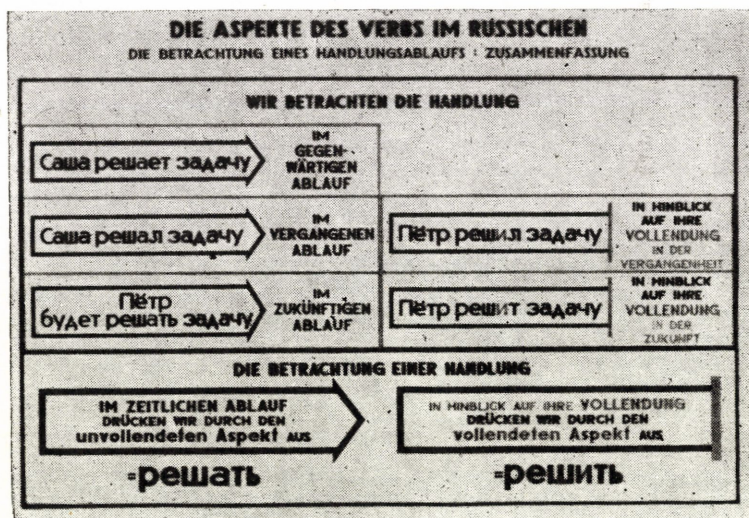 DIE ASPEKTE DES VERBS IM RUSSISCHEN
DIE BETRACHTUNG EINES HANDLUNGSABLAUFS : ZUSAMMENFASSUNG
WIR BETRACHTEN DIE HANDLUNG
Саша решает задачу
IM
GEGEN-
WÄRTIGEN
ABLAUF
Саша решал задачу
IM
VERGANGENEN
ABLAUF
Пётр решил задачу
IN HINBLICK
AUF IHRE
VOLLENDUNG
IN DER
VERGANGENHEIT
Пётр
будет решать задачу
IM
ZUKÜNFTIGEN
ABLAUF
Пётр решит задачу
IN HINBLICK
AUF IHRE
VOLLENDUNG
IN DER
ZUKUNFT
DIE BETRACHTUNG EINER HANDLUNG
IM ZEITLICHEN ABLAUF
DRÜCKEN WIR DURCH DEN
unvollendeten Aspekt AUS
=решать
IN HINBLICK AUF IHRE VOLLENDUNG
DRÜCKEN WIR DURCH DEN
vollendeten Aspekt AUS
=решить